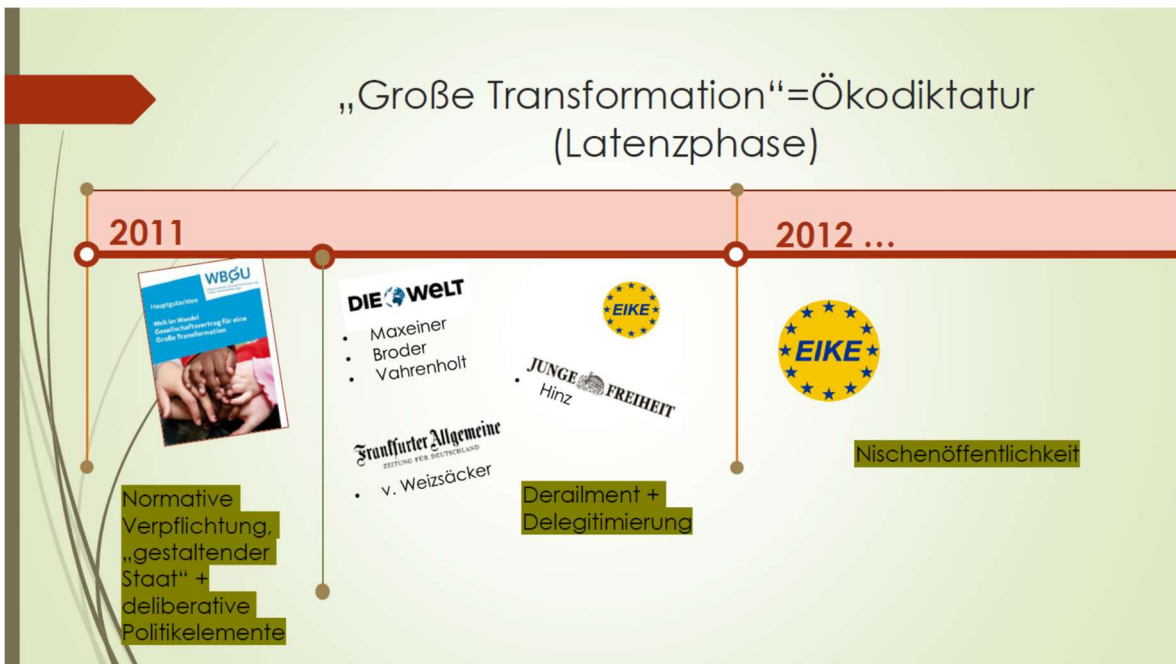 „Große Transformation“=Ökodiktatur
(Latenzphase)
2011
2012 ...
WBGU
Hauptgutachten
Welt im Wandel
Gesellschaftsvertrag für eine
Große Transformation
Normative
Verpflichtung,
„gestaltender
Staat“ +
deliberative
Politikelemente
DIE WELT
• Maxeiner
• Broder
• Vahrenholt
Frankfurter Allgemeine
ZEITUNG FÜR DEUTSCHLAND
• v. Weizsäcker
EIKE
JUNGE FREIHEIT
• Hinz
Derailment +
Delegitimierung
EIKE
Nischenöffentlichkeit